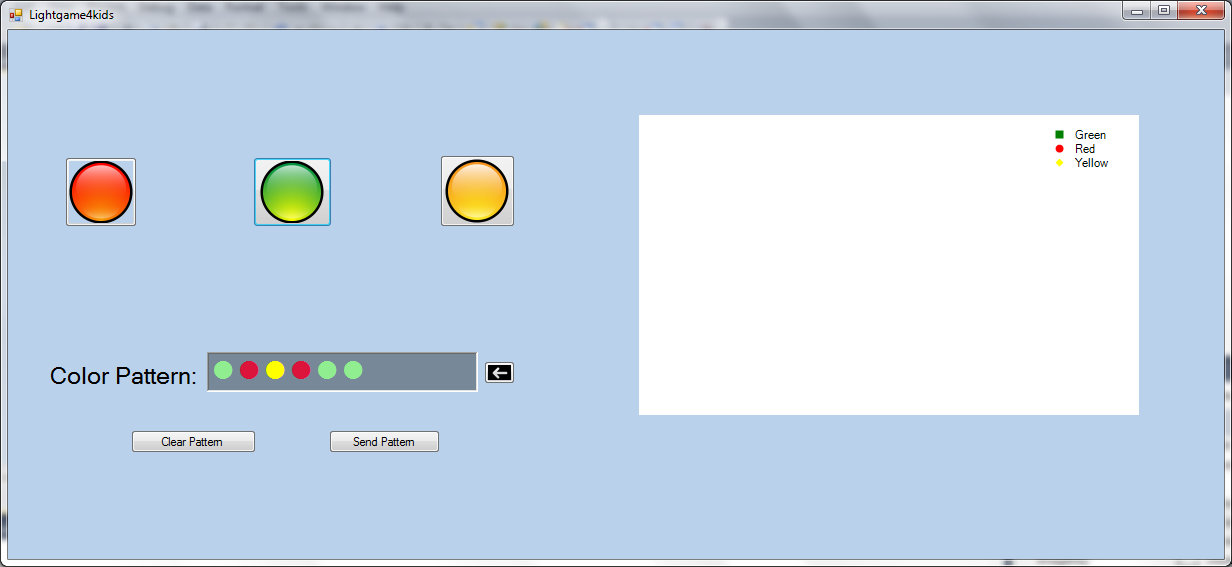 Lightgame4kids
Green
Red
Yellow
Color Pattern:
Clear Pattern
Send Pattern